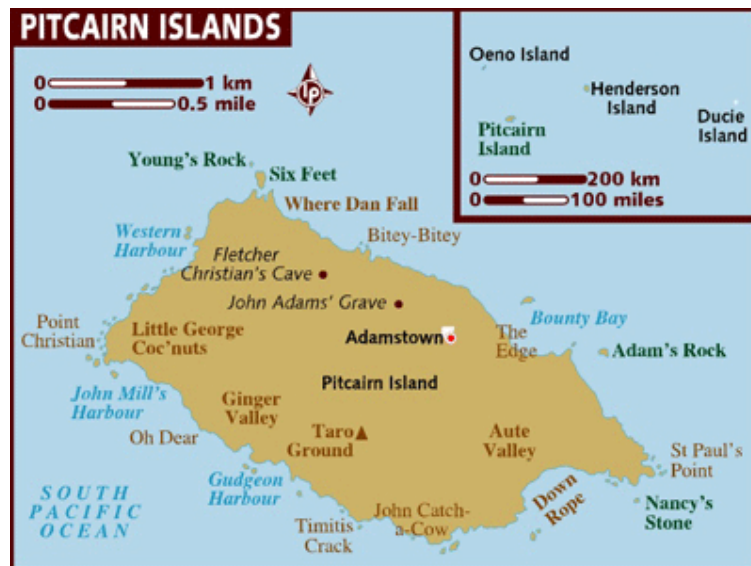 PITCAIRN ISLANDS
0 1 km
0 0.5 mile
lp
Oeno Island
Henderson
Island
Ducie
Island
Pitcairn
Island
0 200 km
0 100 miles
Young's Rock
Six Feet
Where Dan Fall
Western
Harbour
Bitey-Bitey
Fletcher
Christian's Cave
John Adams' Grave
Point
Christian
Little George
Coc'nuts
Adamstown
The
Edge
Bounty Bay
Adam's Rock
John Mill's
Harbour
Pitcairn Island
Ginger
Valley
Oh Dear
Taro
Ground
Aute
Valley
St Paul's
Point
Gudgeon
Harbour
Down
Rope
Nancy's
Stone
SOUTH
PACIFIC
OCEAN
Timitis
Crack
John Catch-
a-Cow